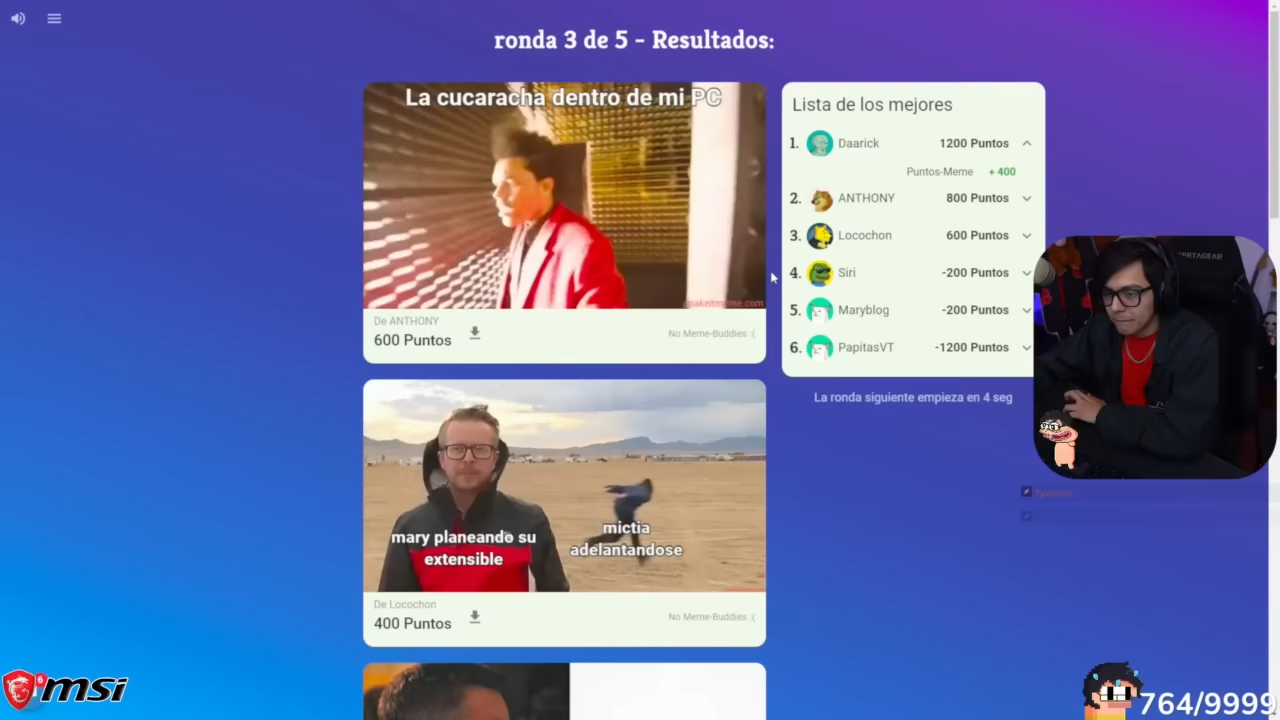 ronda 3 de 5 - Resultados:
La cucaracha dentro de mi PC
makeitmeme.com
De ANTHONY
600 Puntos
No Meme-Buddies :(
mary planeando su
extensible
mictia
adelantandose
De Locochon
400 Puntos
No Meme-Buddies :(
Lista de los mejores
1. Daarick 1200 Puntos
Puntos-Meme + 400
2. ANTHONY 800 Puntos
3. Locochon 600 Puntos
4. Siri -200 Puntos
5. Maryblog -200 Puntos
6. PapitasVT -1200 Puntos
La ronda siguiente empieza en 4 seg
msi
764/9999